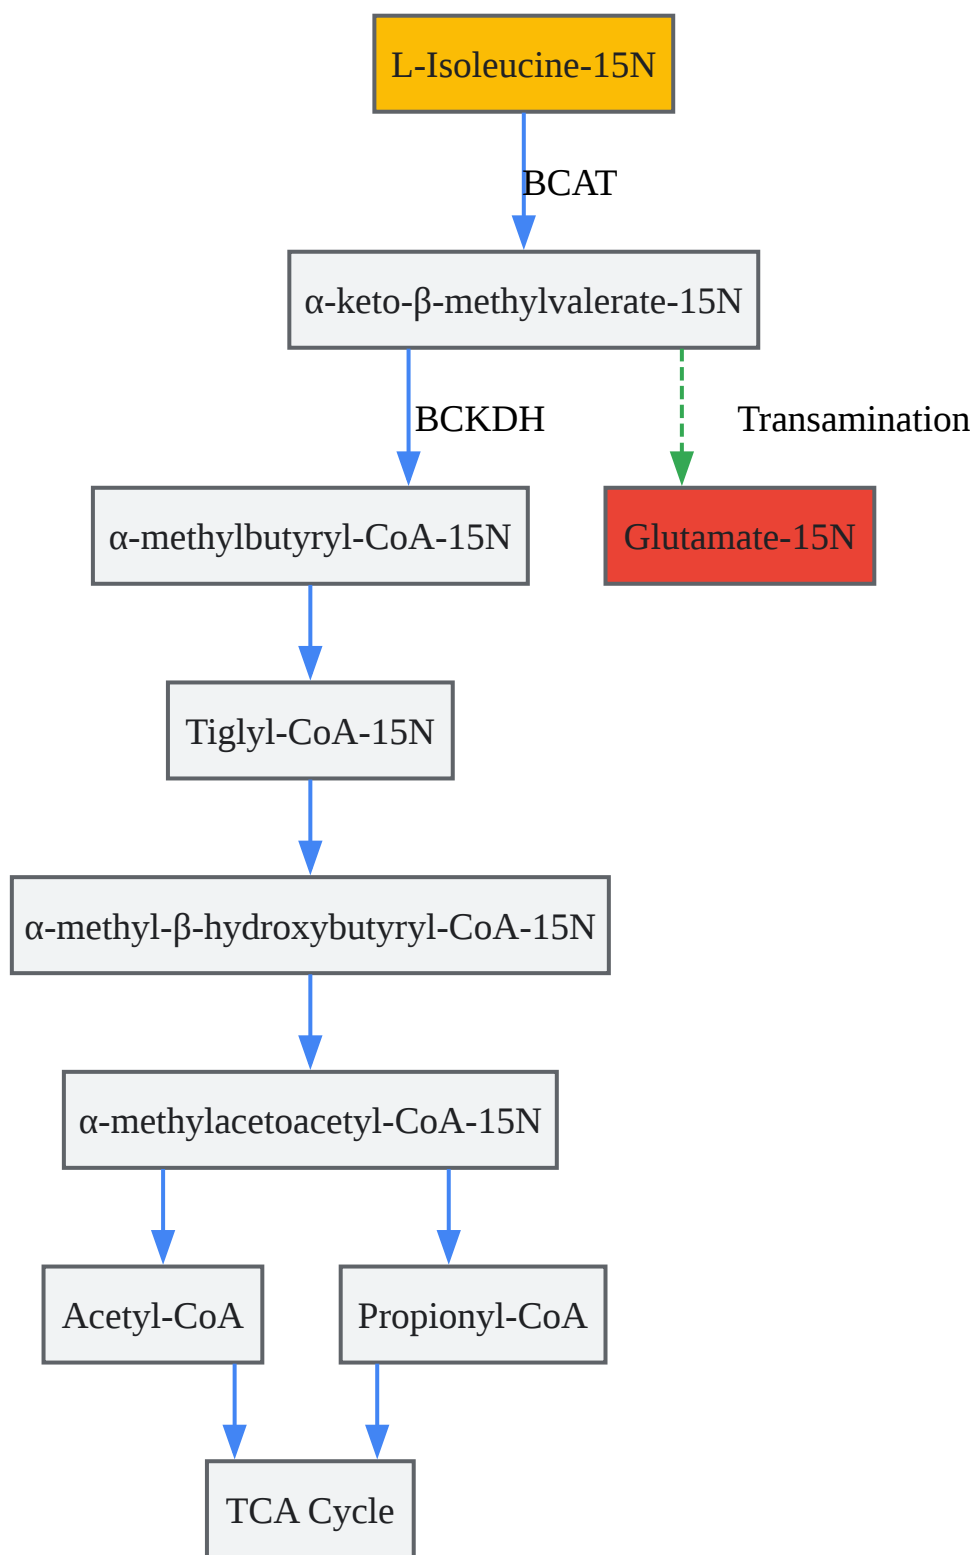 L-Isoleucine-15N
BCAT
α-keto-β-methylvalerate-15N
BCKDH
Transamination
α-methylbutyryl-CoA-15N
Glutamate-15N
Tiglyl-CoA-15N
α-methyl-β-hydroxybutyryl-CoA-15N
α-methylacetoacetyl-CoA-15N
Acetyl-CoA
Propionyl-CoA
TCA Cycle